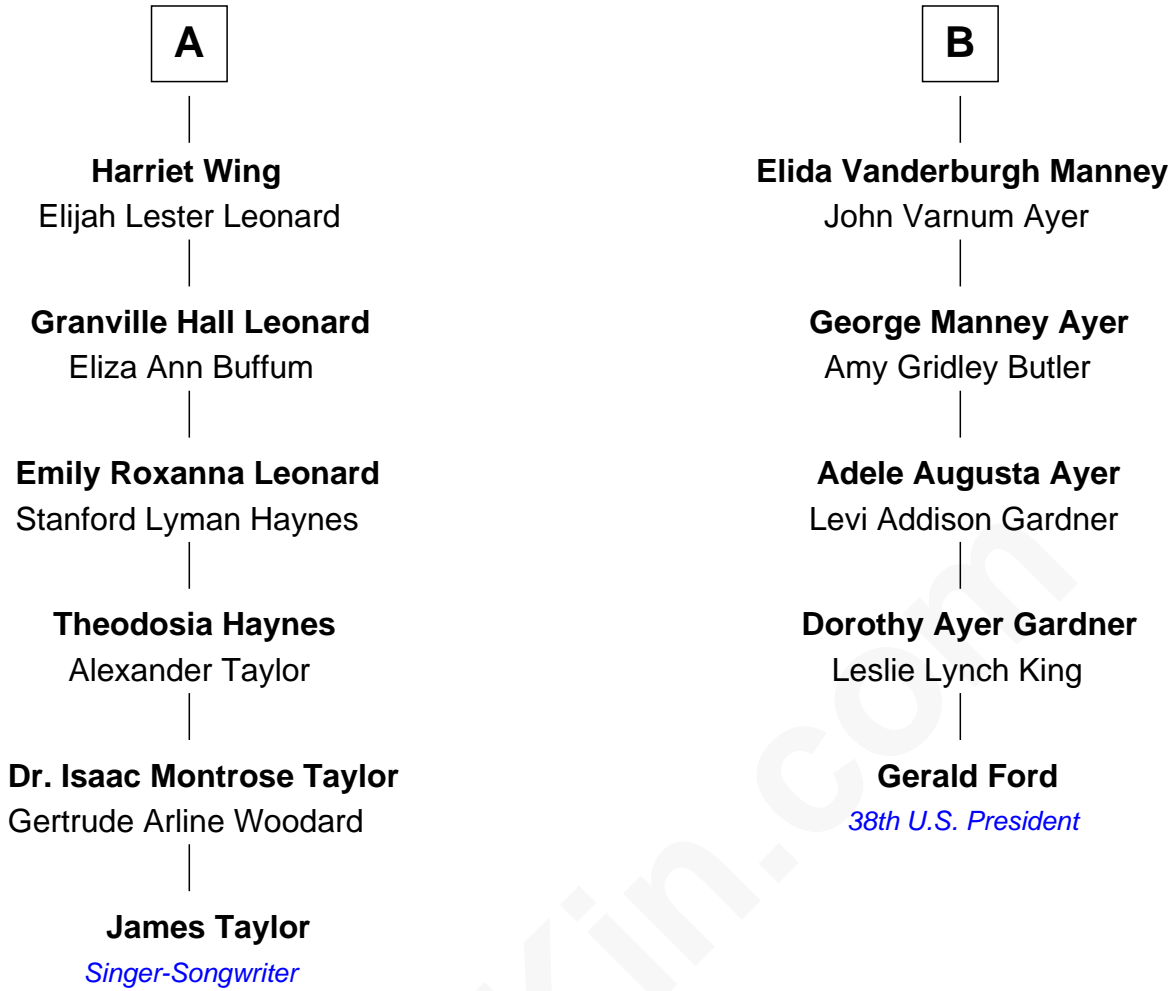 A
Harriet Wing
Elijah Lester Leonard
Granville Hall Leonard
Eliza Ann Buffum
Emily Roxanna Leonard
Stanford Lyman Haynes
Theodosia Haynes
Alexander Taylor
Dr. Isaac Montrose Taylor
Gertrude Arline Woodard
James Taylor
Singer-Songwriter
B
Elida Vanderburgh Manney
John Varnum Ayer
George Manney Ayer
Amy Gridley Butler
Adele Augusta Ayer
Levi Addison Gardner
Dorothy Ayer Gardner
Leslie Lynch King
Gerald Ford
38th U.S. President
Kin.com